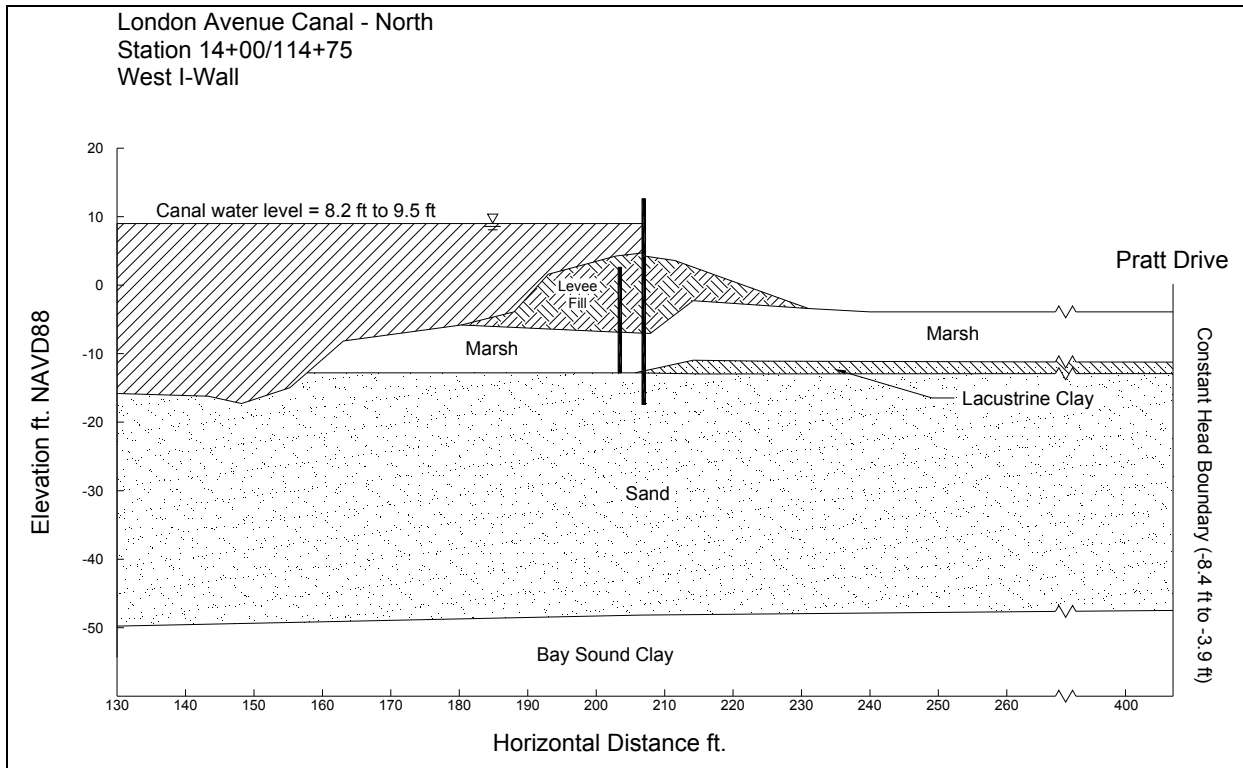 London Avenue Canal - North
Station 14+00/114+75
West I-Wall
20
Canal water level = 8.2 ft to 9.5 ft
10
Pratt Drive
0
Levee
Fill
Marsh
Marsh
-10
Lacustrine Clay
-20
Sand
-30
-40
-50
Bay Sound Clay
Elevation ft. NAVD88
Constant Head Boundary (-8.4 ft to -3.9 ft)
130 140 150 160 170 180 190 200 210 220 230 240 250 260 400
Horizontal Distance ft.